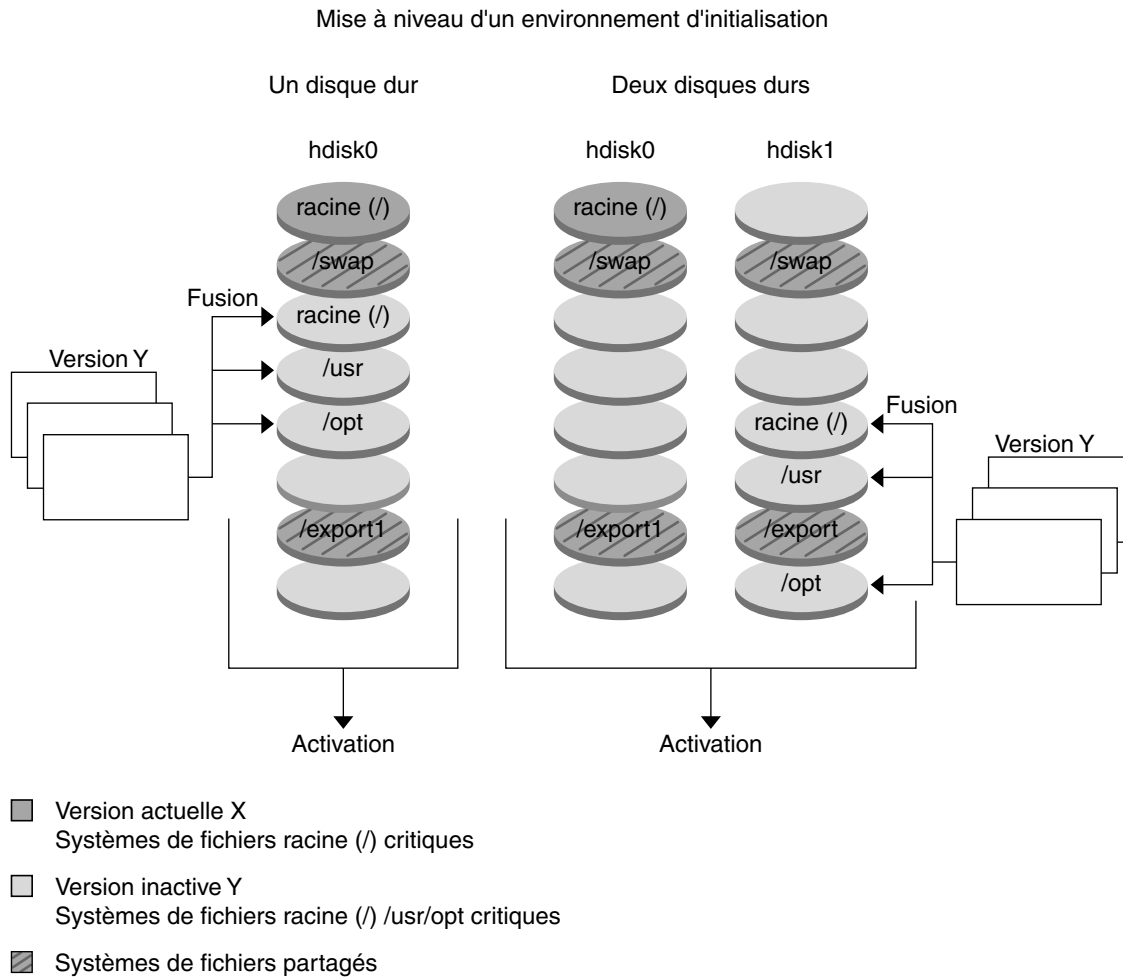 Mise à niveau d'un environnement d'initialisation
Un disque dur
Deux disques durs
hdisk0
hdisk0
hdisk1
racine (/)
/swap
Fusion
racine (/)
Version Y
/usr
/opt
/export1
racine (/)
/swap
/export1
/swap
racine (/)
Fusion
Version Y
/usr
/export
/opt
Activation
Activation
Version actuelle X
Systèmes de fichiers racine (/) critiques
Version inactive Y
Systèmes de fichiers racine (/) /usr/opt critiques
Systèmes de fichiers partagés